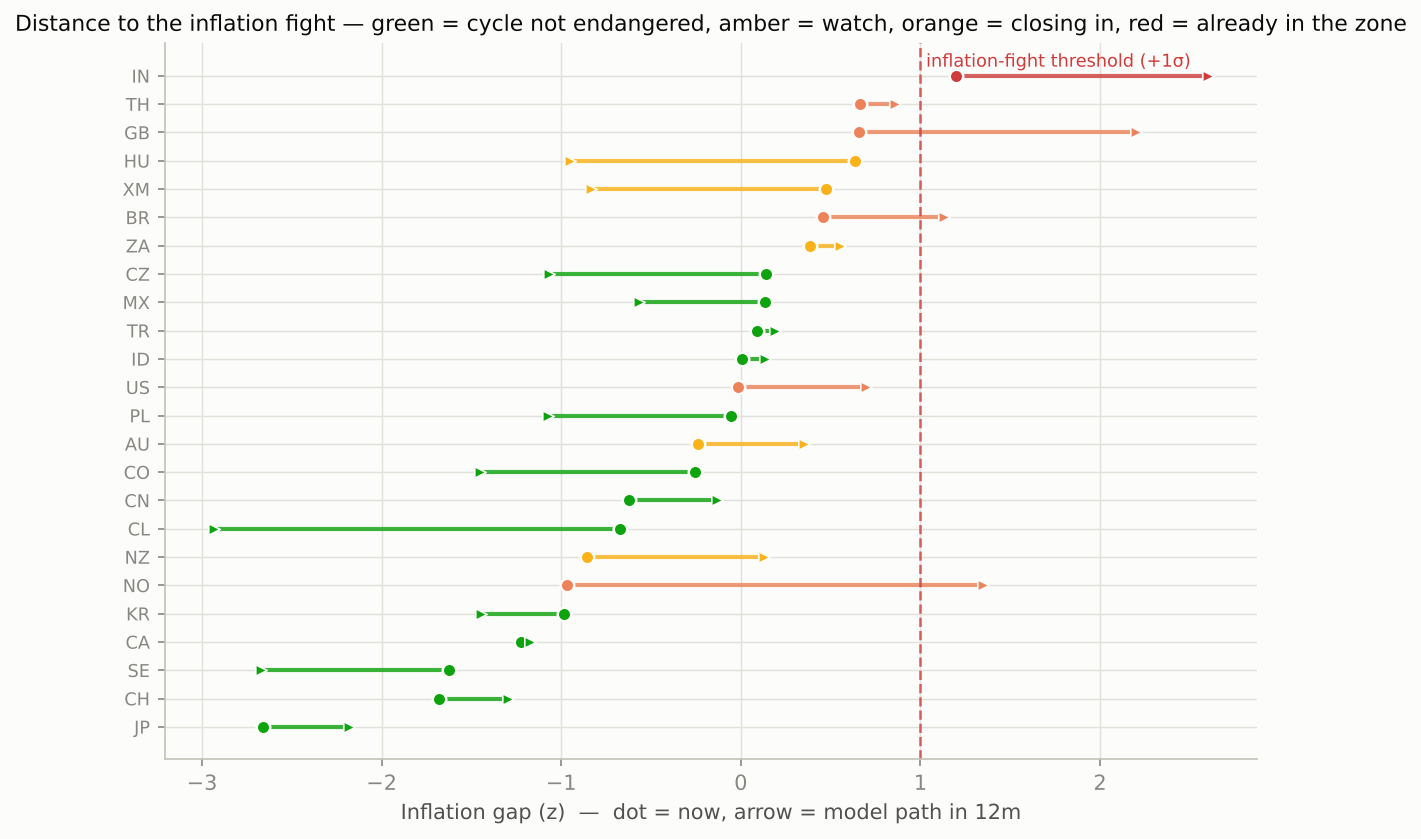 Distance to the inflation fight — green = cycle not endangered, amber = watch, orange = closing in, red = already in the zone
inflation-fight threshold (+1σ)
IN
TH
GB
HU
XM
BR
ZA
CZ
MX
TR
ID
US
PL
AU
CO
CN
CL
NZ
NO
KR
CA
SE
CH
JP
−3 −2 −1 0 1 2
Inflation gap (z) — dot = now, arrow = model path in 12m